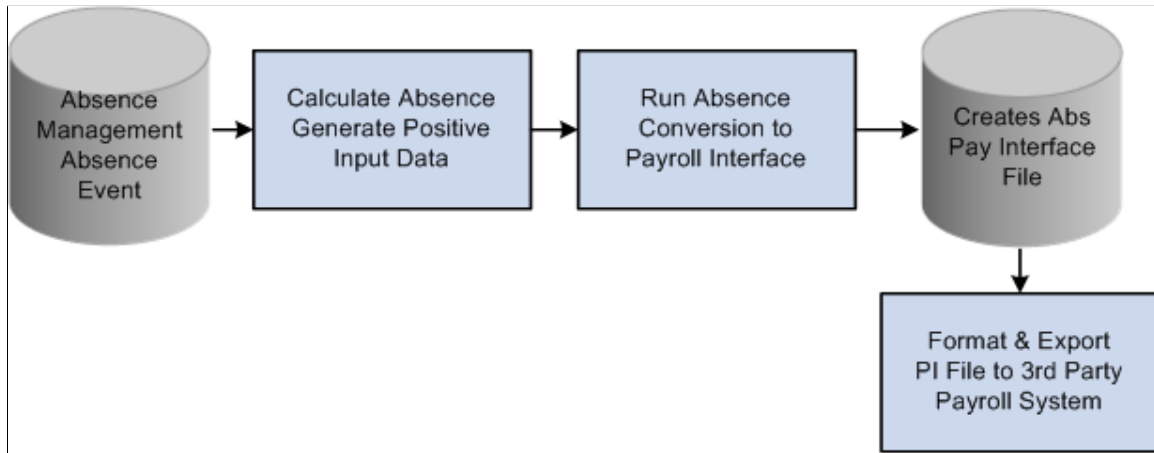 Absence
Management
Absence
Event
Calculate Absence
Generate Positive
Input Data
Run Absence
Conversion to
Payroll Interface
Creates Abs
Pay Interface
File
Format & Export
PI File to 3rd Party
Payroll System